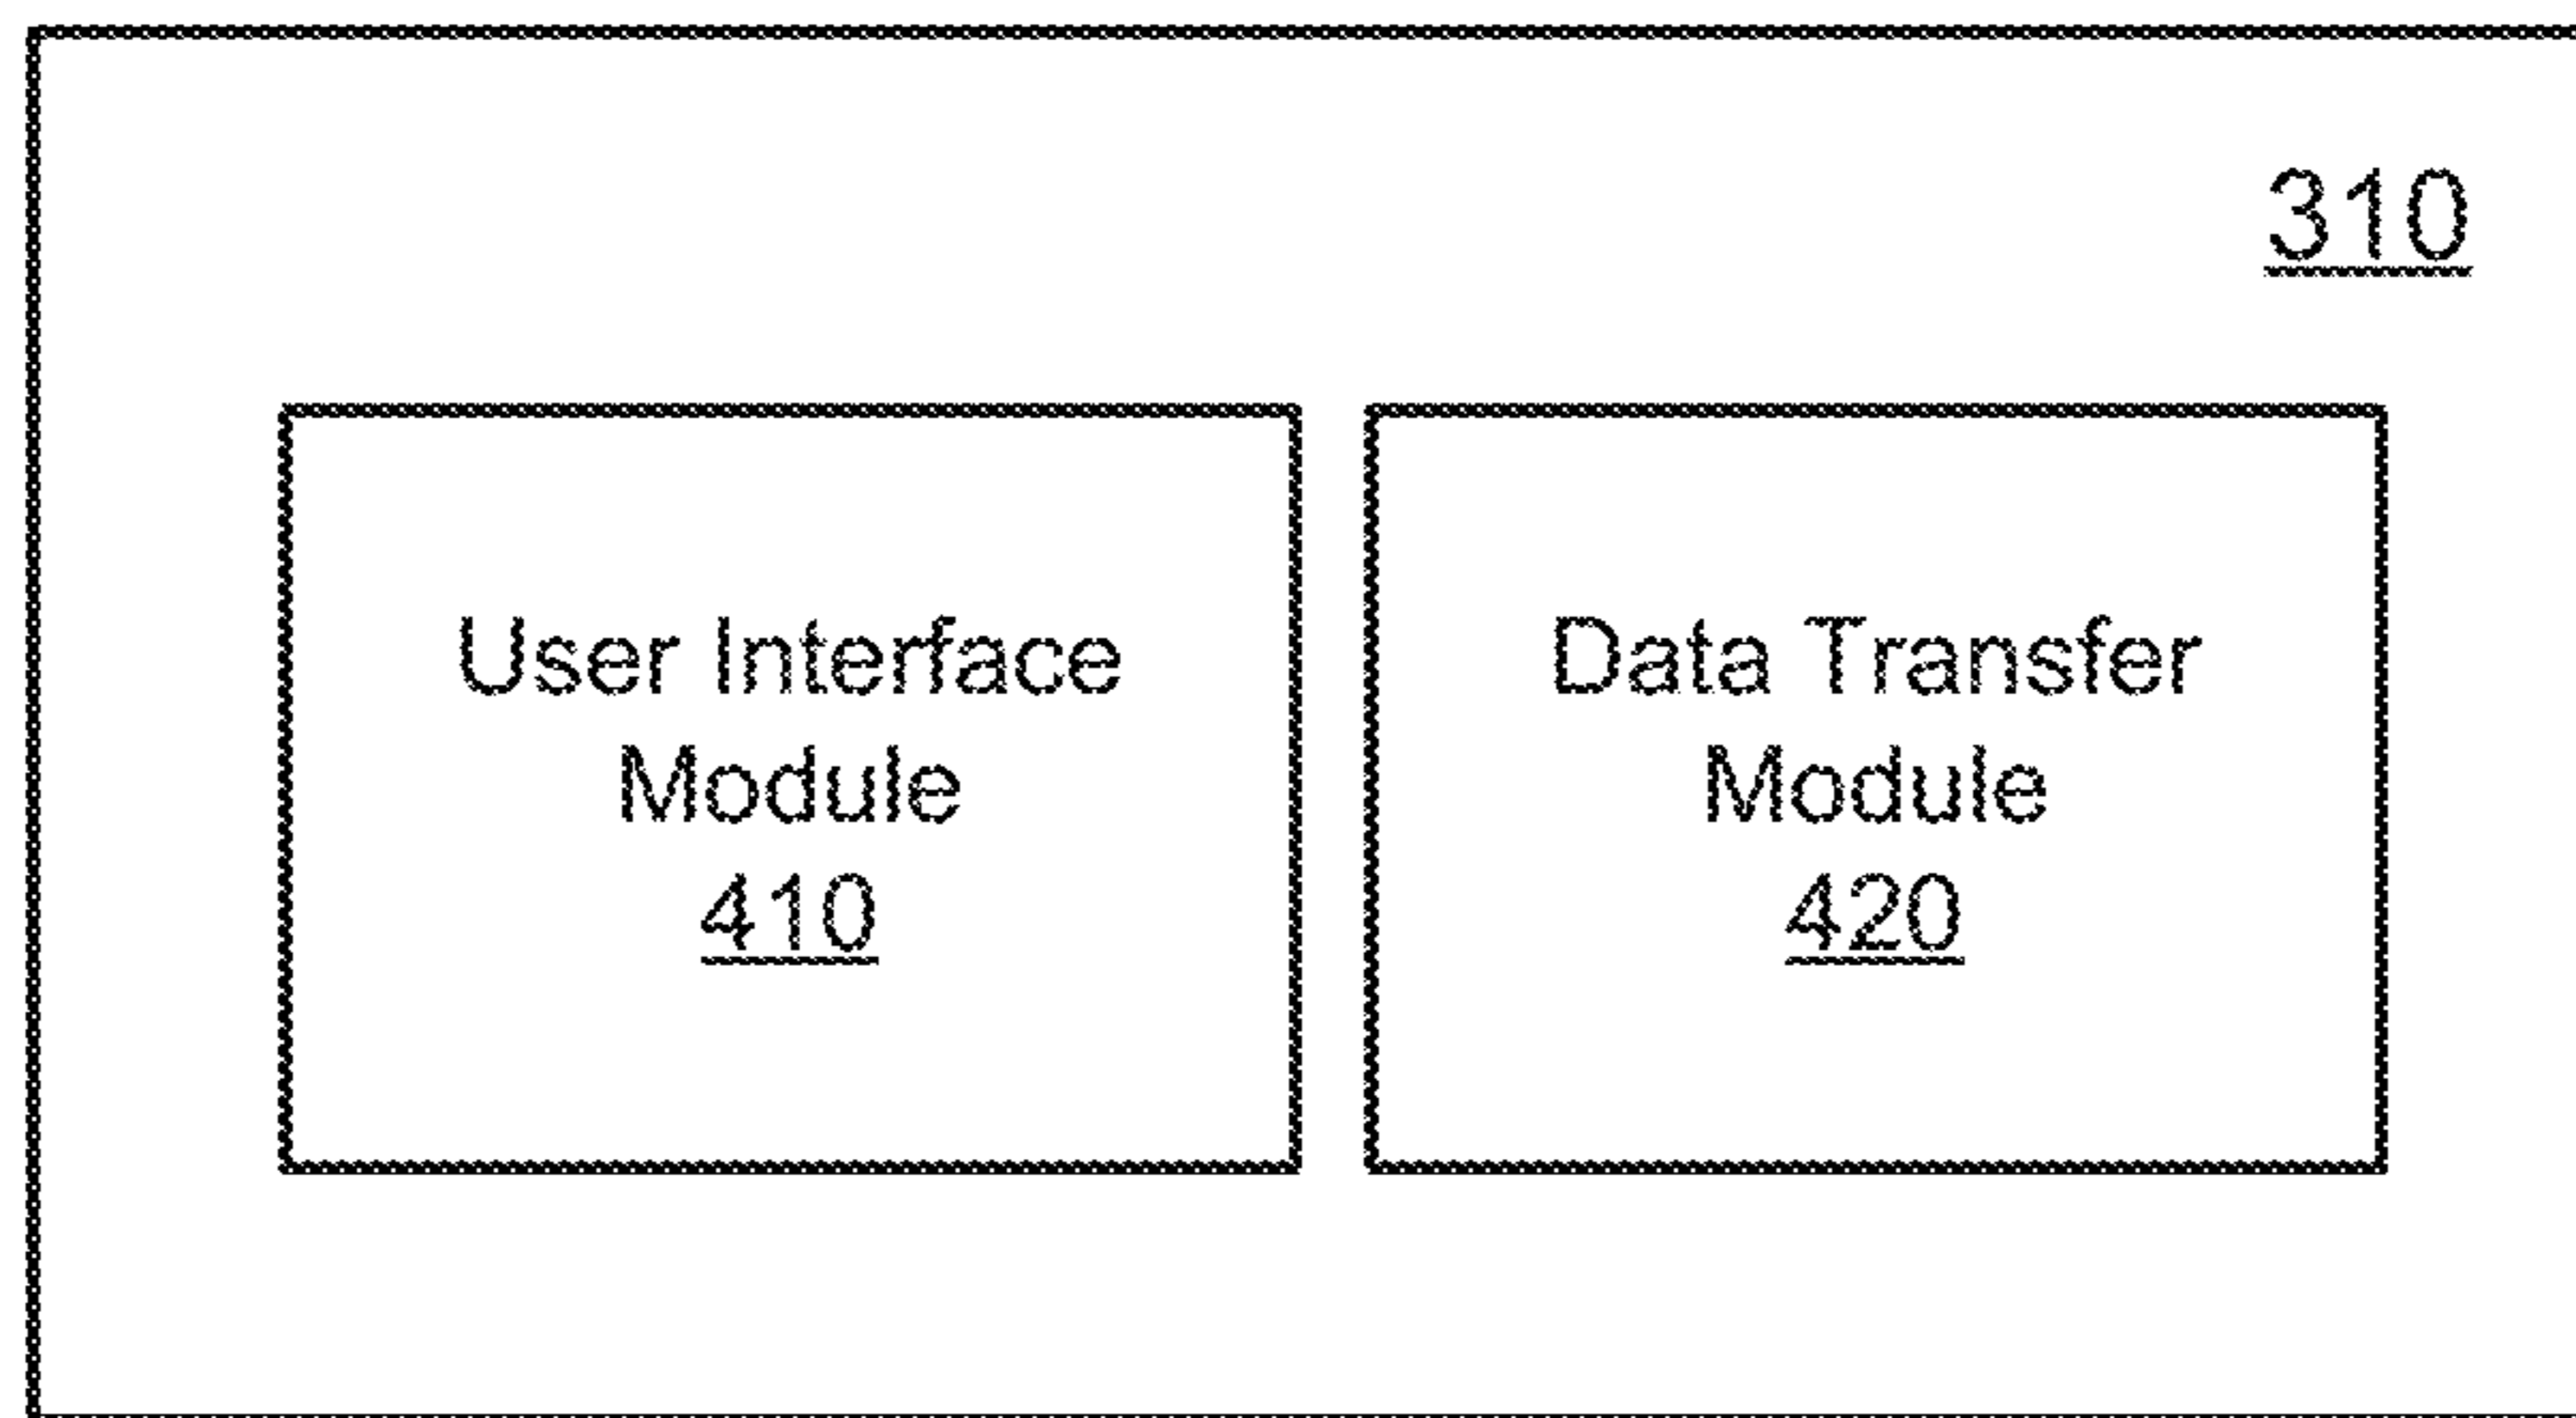 310
User Interface
Module
410
Data Transfer
Module
420